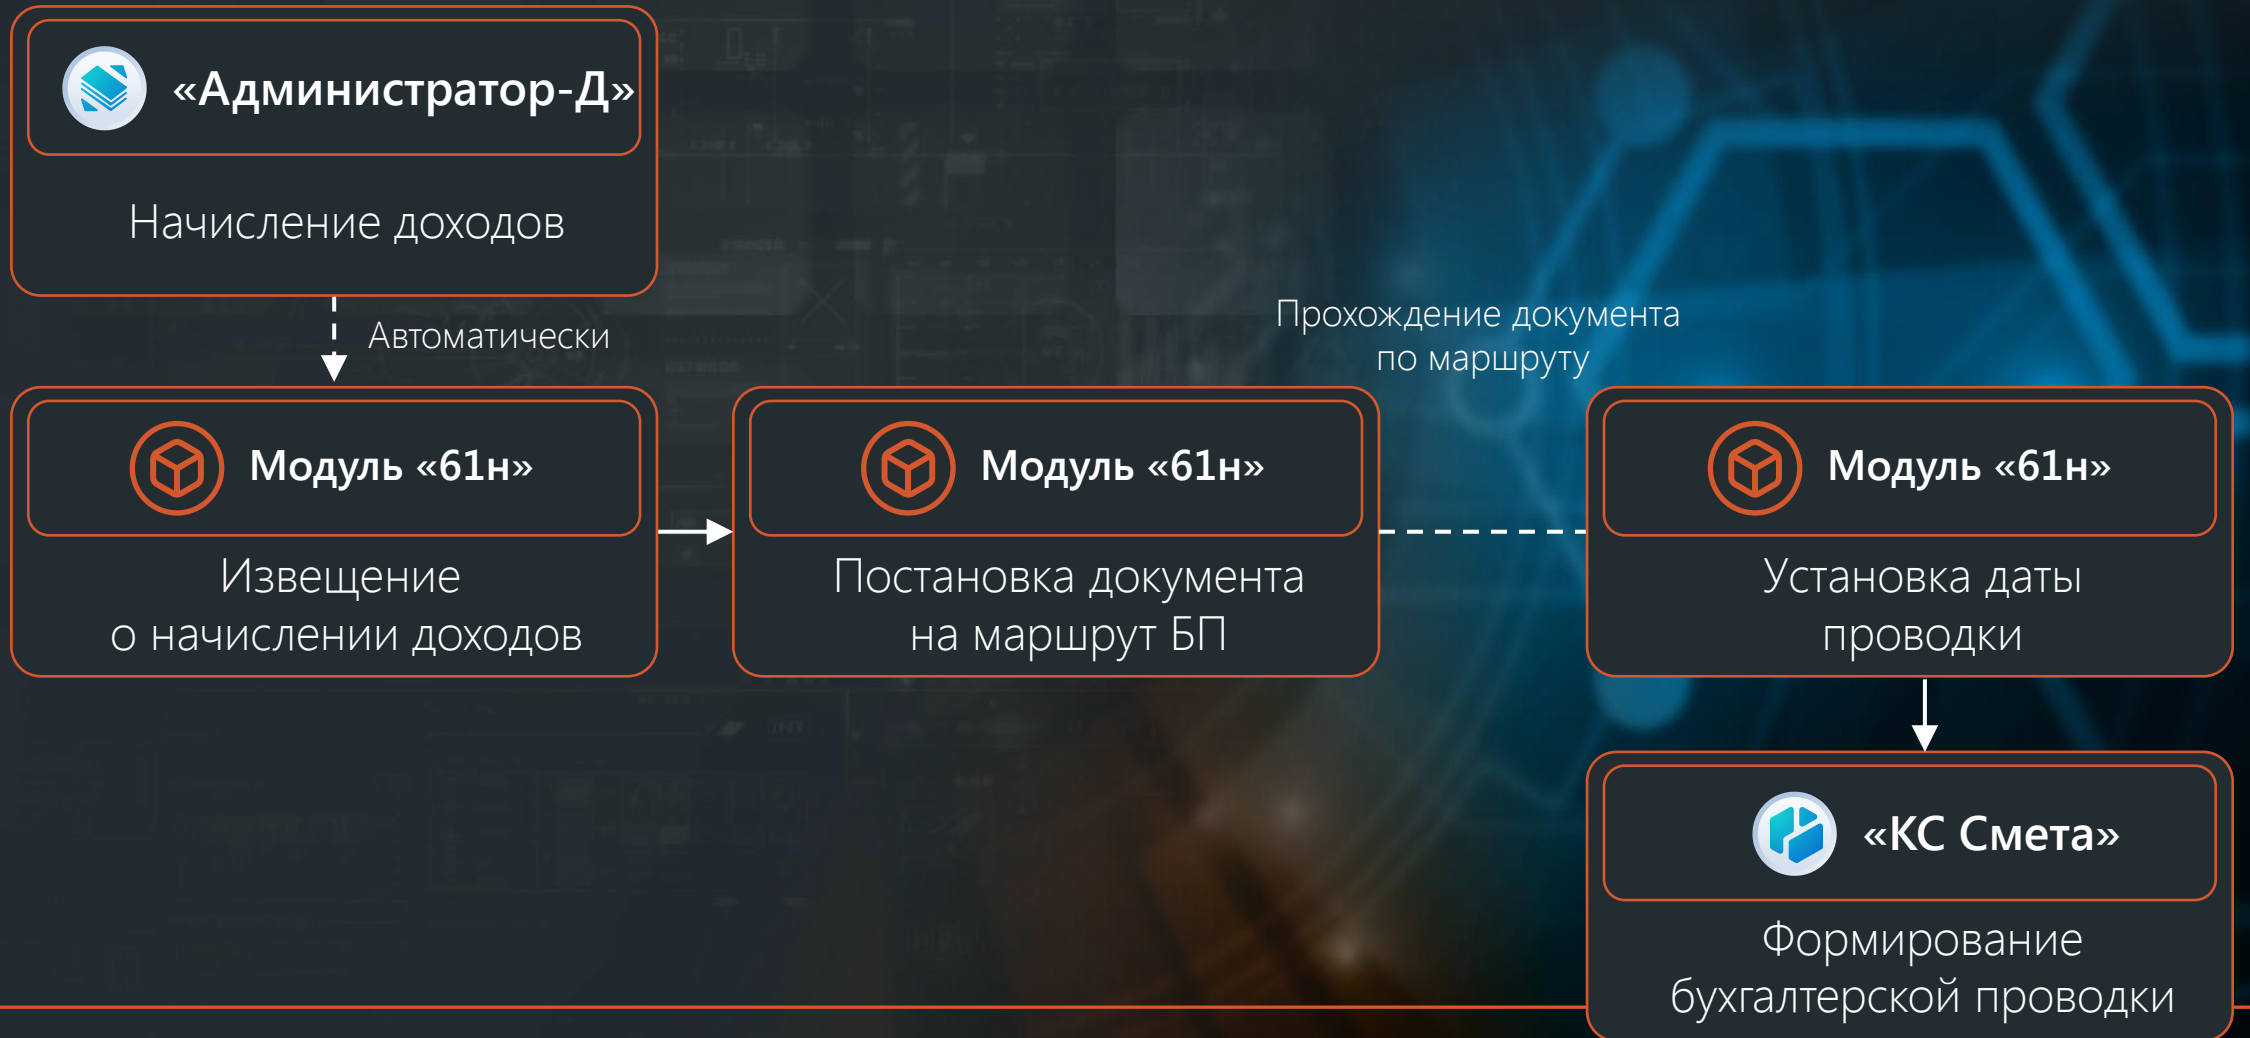 «Администратор-Д»
Начисление доходов
Автоматически
Модуль «61н»
Извещение
о начислении доходов
Модуль «61н»
Постановка документа
на маршрут БП
Прохождение документа
по маршруту
Модуль «61н»
Установка даты
проводки
«КС Смета»
Формирование
бухгалтерской проводки